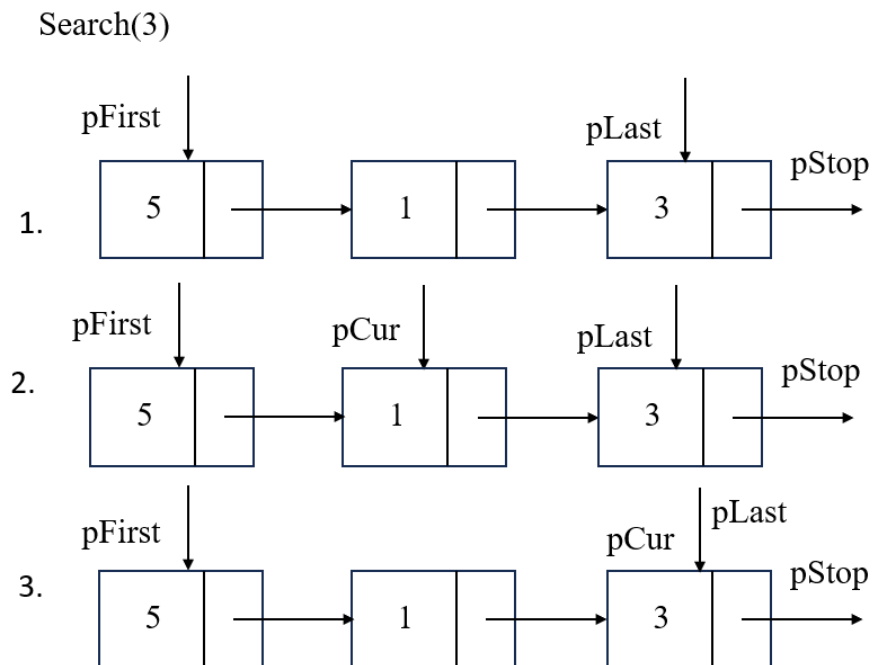 Search(3)
pFirst pLast pStop
1. 5 1 3
pFirst pCur pLast pStop
2. 5 1 3
pFirst pCur pLast pStop
3. 5 1 3